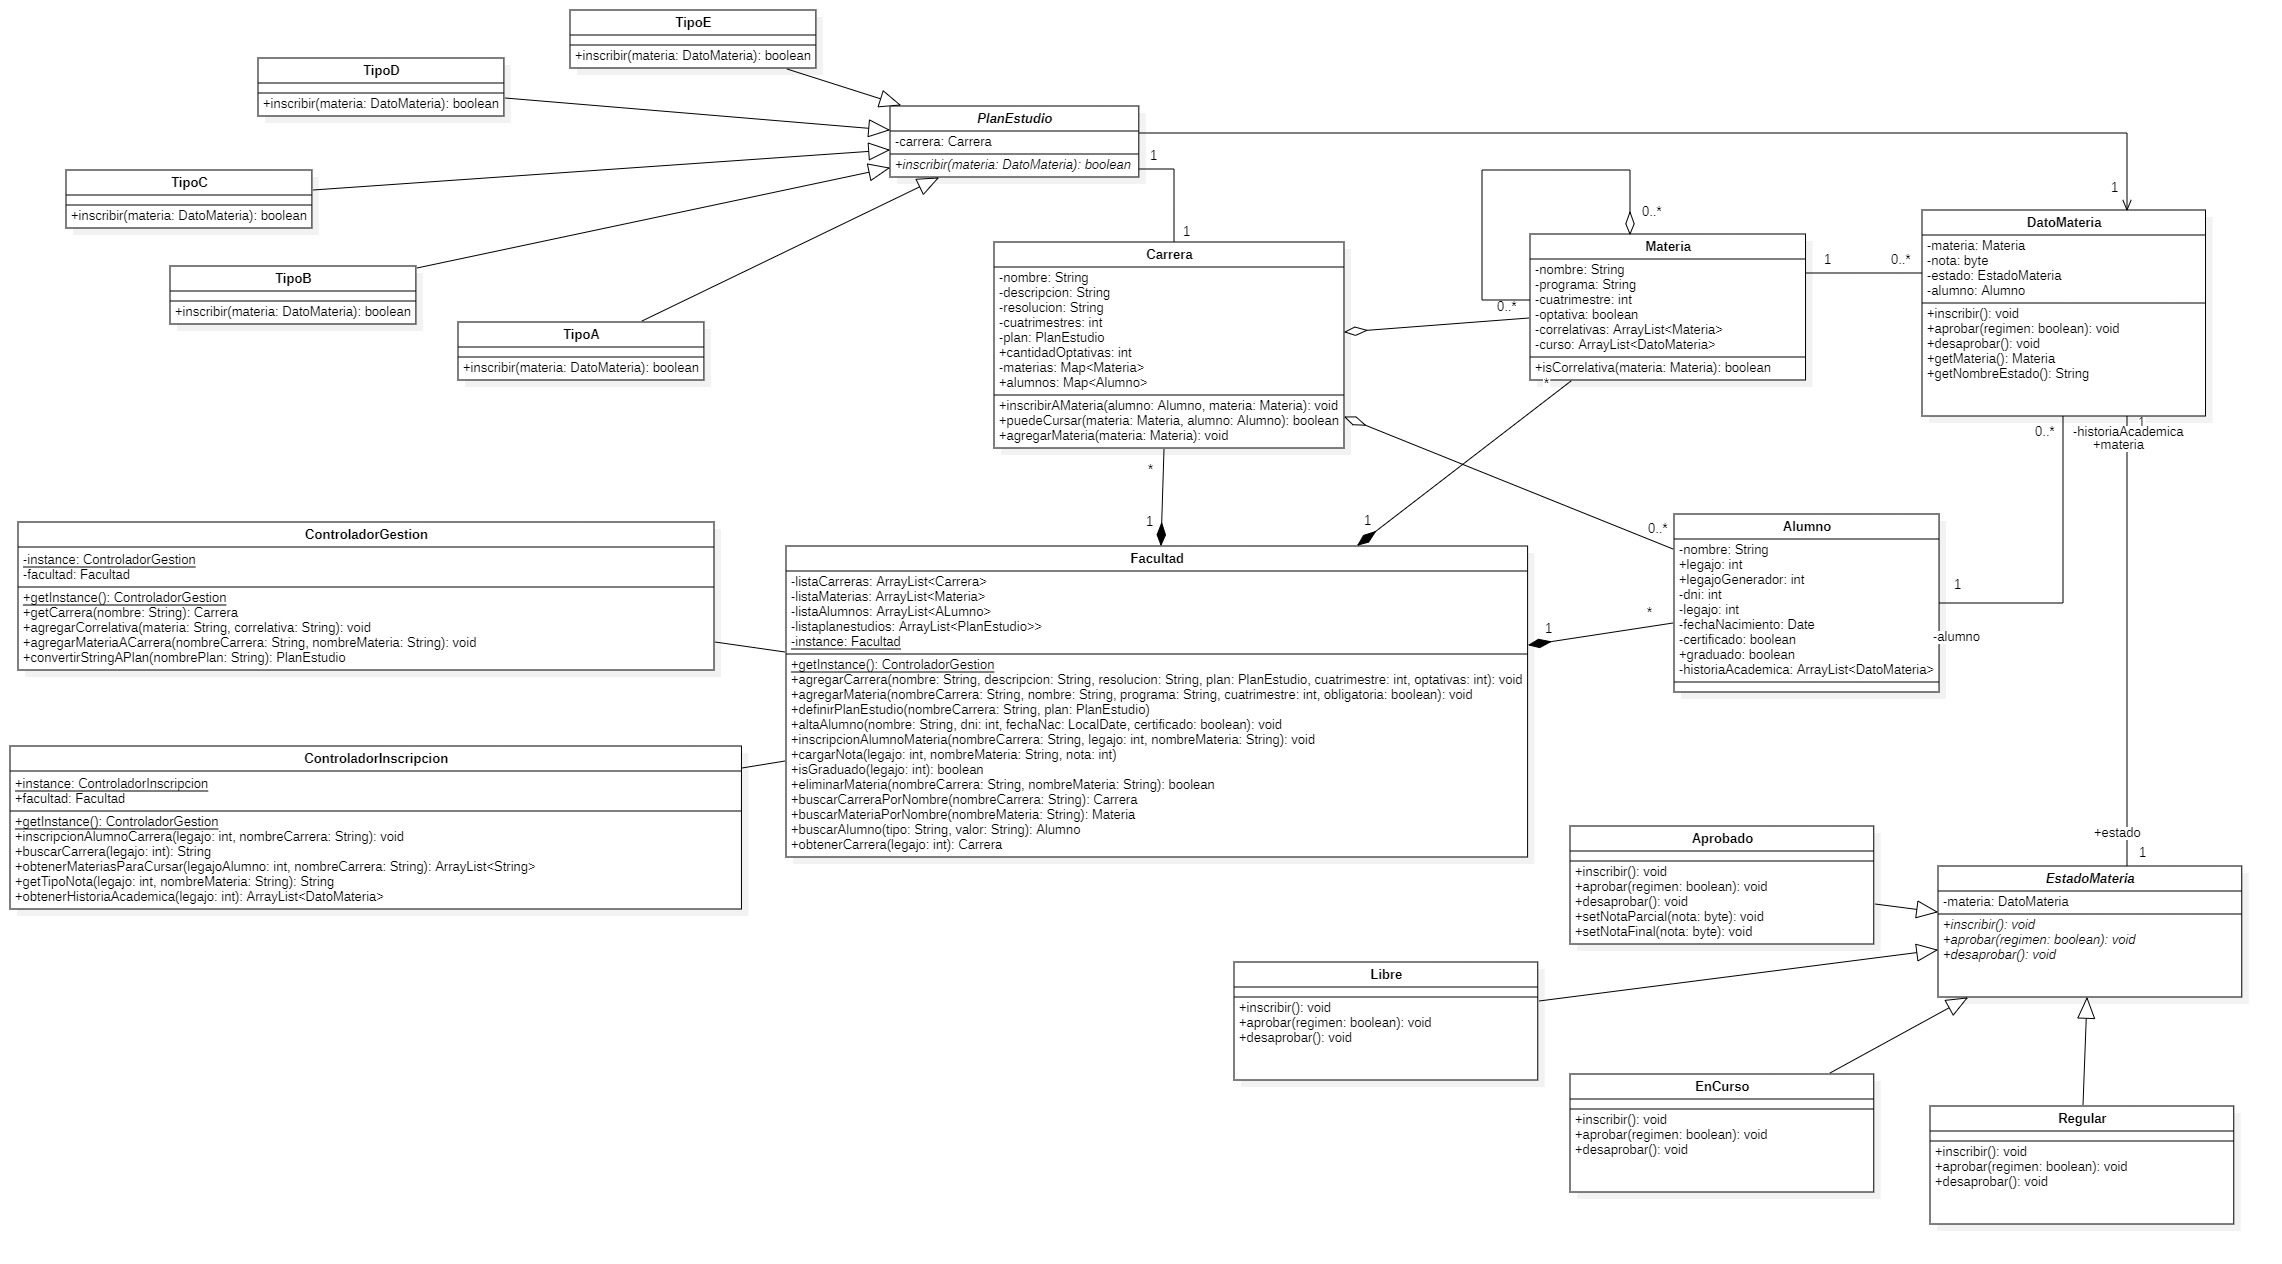 TipoE
+inscribir(materia: DatoMateria): boolean
TipoD
+inscribir(materia: DatoMateria): boolean
PlanEstudio
-carrera: Carrera
+inscribir(materia: DatoMateria): boolean
1
1
TipoC
+inscribir(materia: DatoMateria): boolean
TipoB
+inscribir(materia: DatoMateria): boolean
TipoA
+inscribir(materia: DatoMateria): boolean
1
Carrera
-nombre: String
-descripcion: String
-resolucion: String
-cuatrimestres: int
-plan: PlanEstudio
+cantidadOptativas: int
-materias: Map<Materia>
+alumnos: Map<Alumno>
+inscribirAMateria(alumno: Alumno, materia: Materia): void
+puedeCursar(materia: Materia, alumno: Alumno): boolean
+agregarMateria(materia: Materia): void
0..*
0..*
Materia
-nombre: String
-programa: String
-cuatrimestre: int
-optativa: boolean
-correlativas: ArrayList<Materia>
-curso: ArrayList<DatoMateria>
+isCorrelativa(materia: Materia): boolean
*
1
0..*
DatoMateria
-materia: Materia
-nota: byte
-estado: EstadoMateria
-alumno: Alumno
+inscribir(): void
+aprobar(regimen: boolean): void
+desaprobar(): void
+getMateria(): Materia
+getNombreEstado(): String
1
0..*
-historiaAcademica
+materia
*
1
1
0..*
Alumno
-nombre: String
+legajo: int
+legajoGenerador: int
-dni: int
-legajo: int
-fechaNacimiento: Date
-certificado: boolean
+graduado: boolean
-historiaAcademica: ArrayList<DatoMateria>
1
-alumno
*
1
ControladorGestion
-instance: ControladorGestion
-facultad: Facultad
+getInstance(): ControladorGestion
+getCarrera(nombre: String): Carrera
+agregarCorrelativa(materia: String, correlativa: String): void
+agregarMateriaACarrera(nombreCarrera: String, nombreMateria: String): void
+convertirStringAPlan(nombrePlan: String): PlanEstudio
Facultad
-listaCarreras: ArrayList<Carrera>
-listaMaterias: ArrayList<Materia>
-listaAlumnos: ArrayList<ALumno>
-listaplanestudios: ArrayList<PlanEstudio>>
-instance: Facultad
+getInstance(): ControladorGestion
+agregarCarrera(nombre: String, descripcion: String, resolucion: String, plan: PlanEstudio, cuatrimestre: int, optativas: int): void
+agregarMateria(nombreCarrera: String, nombre: String, programa: String, cuatrimestre: int, obligatoria: boolean): void
+definirPlanEstudio(nombreCarrera: String, plan: PlanEstudio)
+altaAlumno(nombre: String, dni: int, fechaNac: LocalDate, certificado: boolean): void
+inscripcionAlumnoMateria(nombreCarrera: String, legajo: int, nombreMateria: String): void
+cargarNota(legajo: int, nombreMateria: String, nota: int)
+isGraduado(legajo: int): boolean
+eliminarMateria(nombreCarrera: String, nombreMateria: String): boolean
+buscarCarreraPorNombre(nombreCarrera: String): Carrera
+buscarMateriaPorNombre(nombreMateria: String): Materia
+buscarAlumno(tipo: String, valor: String): Alumno
+obtenerCarrera(legajo: int): Carrera
ControladorInscripcion
+instance: ControladorInscripcion
+facultad: Facultad
+getInstance(): ControladorGestion
+inscripcionAlumnoCarrera(legajo: int, nombreCarrera: String): void
+buscarCarrera(legajo: int): String
+obtenerMateriasParaCursar(legajoAlumno: int, nombreCarrera: String): ArrayList<String>
+getTipoNota(legajo: int, nombreMateria: String): String
+obtenerHistoriaAcademica(legajo: int): ArrayList<DatoMateria>
+estado
1
Aprobado
+inscribir(): void
+aprobar(regimen: boolean): void
+desaprobar(): void
+setNotaParcial(nota: byte): void
+setNotaFinal(nota: byte): void
EstadoMateria
-materia: DatoMateria
+inscribir(): void
+aprobar(regimen: boolean): void
+desaprobar(): void
Libre
+inscribir(): void
+aprobar(regimen: boolean): void
+desaprobar(): void
EnCurso
+inscribir(): void
+aprobar(regimen: boolean): void
+desaprobar(): void
Regular
+inscribir(): void
+aprobar(regimen: boolean): void
+desaprobar(): void